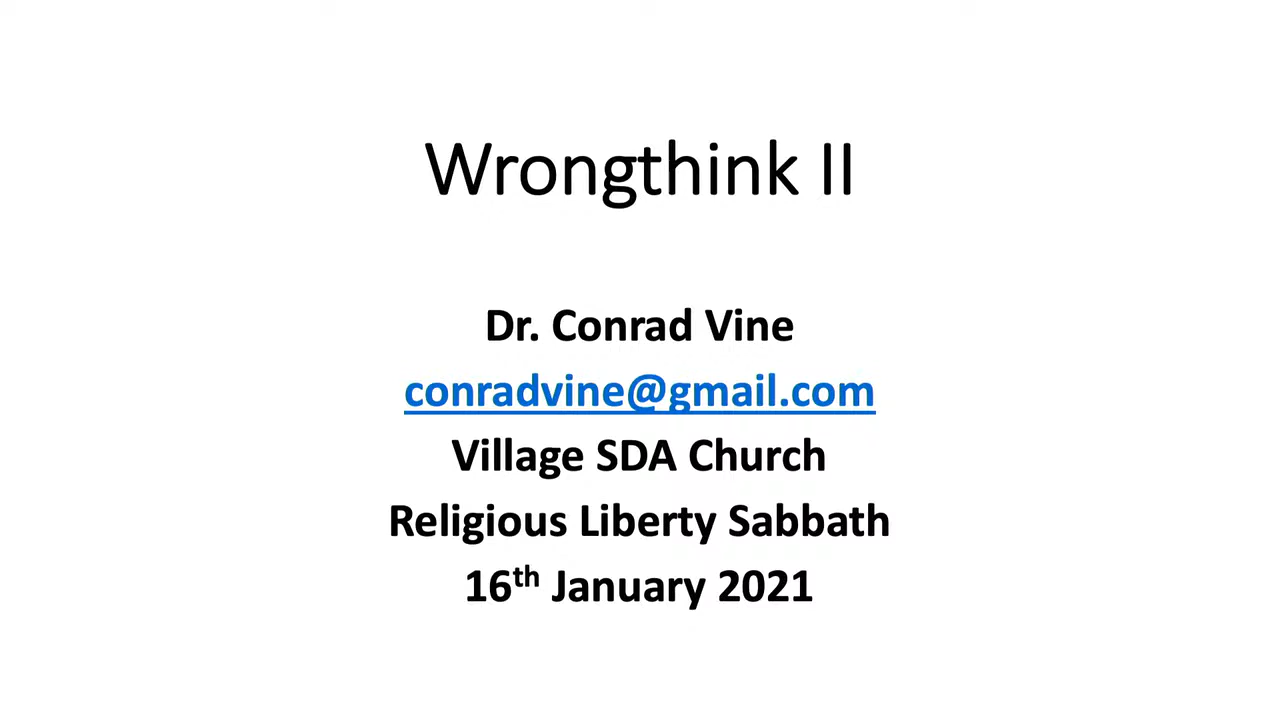 Wrongthink II
Dr. Conrad Vine
conradvine@gmail.com
Village SDA Church
Religious Liberty Sabbath
16th January 2021